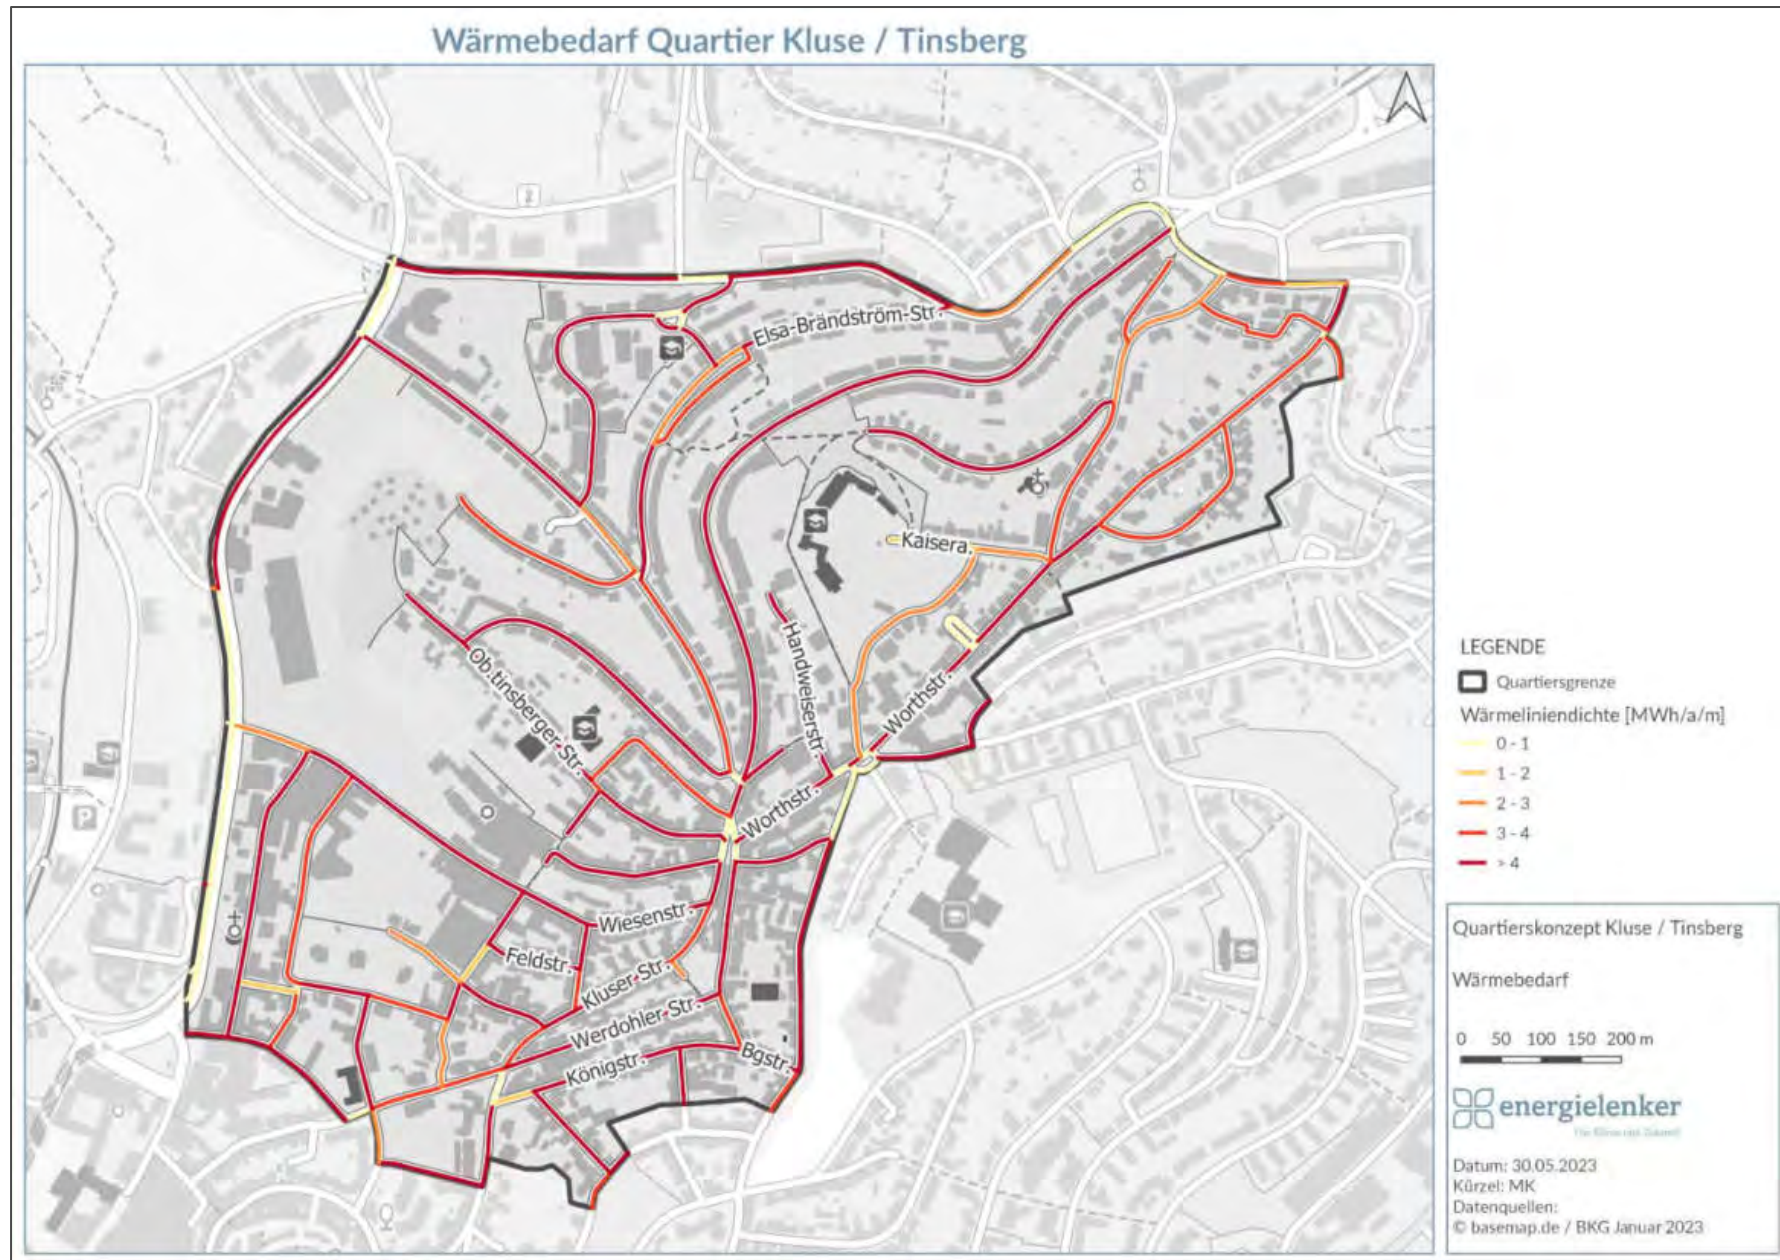 Wärmebedarf Quartier Kluse / Tinsberg
Elsa-Brändström-Str.
Kaisera.
Handweiserstr.
Ob.tinsberger Str.
Worthstr.
Worthstr.
Wiesenstr.
Feldstr.
Kluser Str.
Werdohler Str.
Königstr.
Bgstr.
LEGENDE
Quartiersgrenze
Wärmeliniendichte [MWh/a/m]
0 - 1
1 - 2
2 - 3
3 - 4
> 4
Quartierskonzept Kluse / Tinsberg
Wärmebedarf
0 50 100 150 200 m
energielenker
Datum: 30.05.2023
Kürzel: MK
Datenquellen:
© basemap.de / BKG Januar 2023